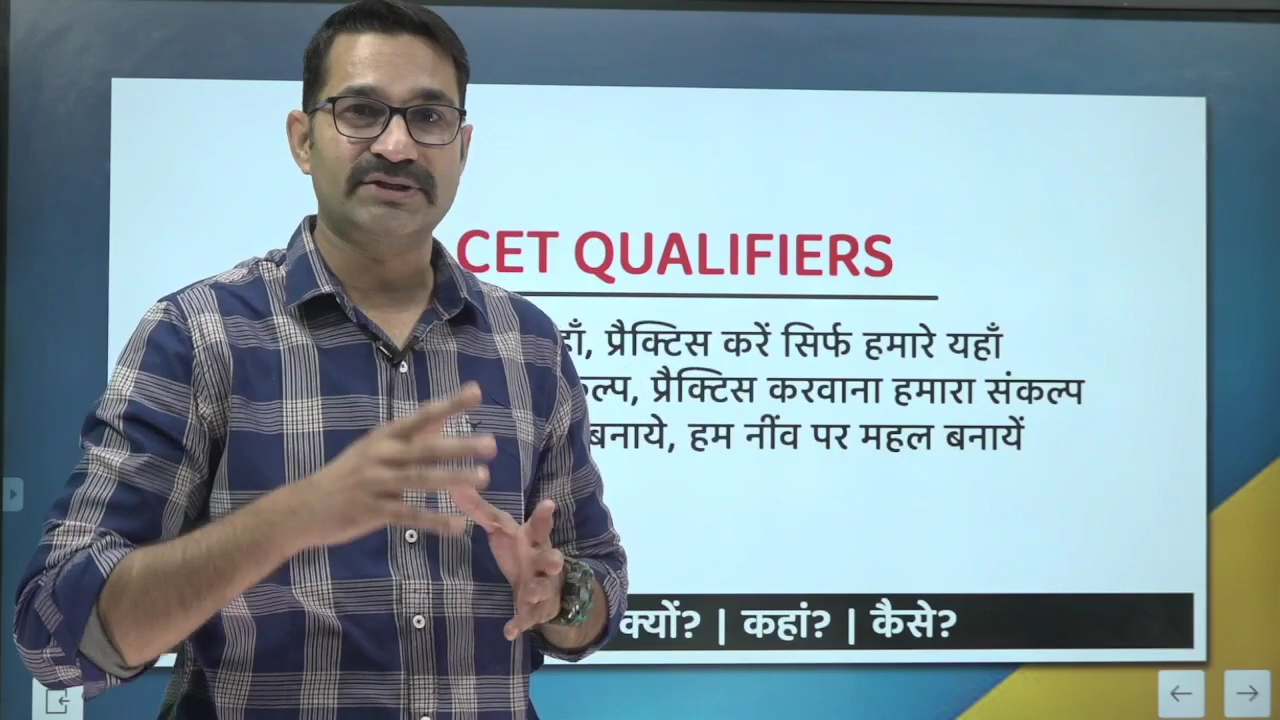 CET QUALIFIERS
प्रैक्टिस करें सिर्फ हमारे यहाँ
प्रैक्टिस करवाना हमारा संकल्प
बनाये, हम नींव पर महल बनायें
क्यों? | कहां? | कैसे?